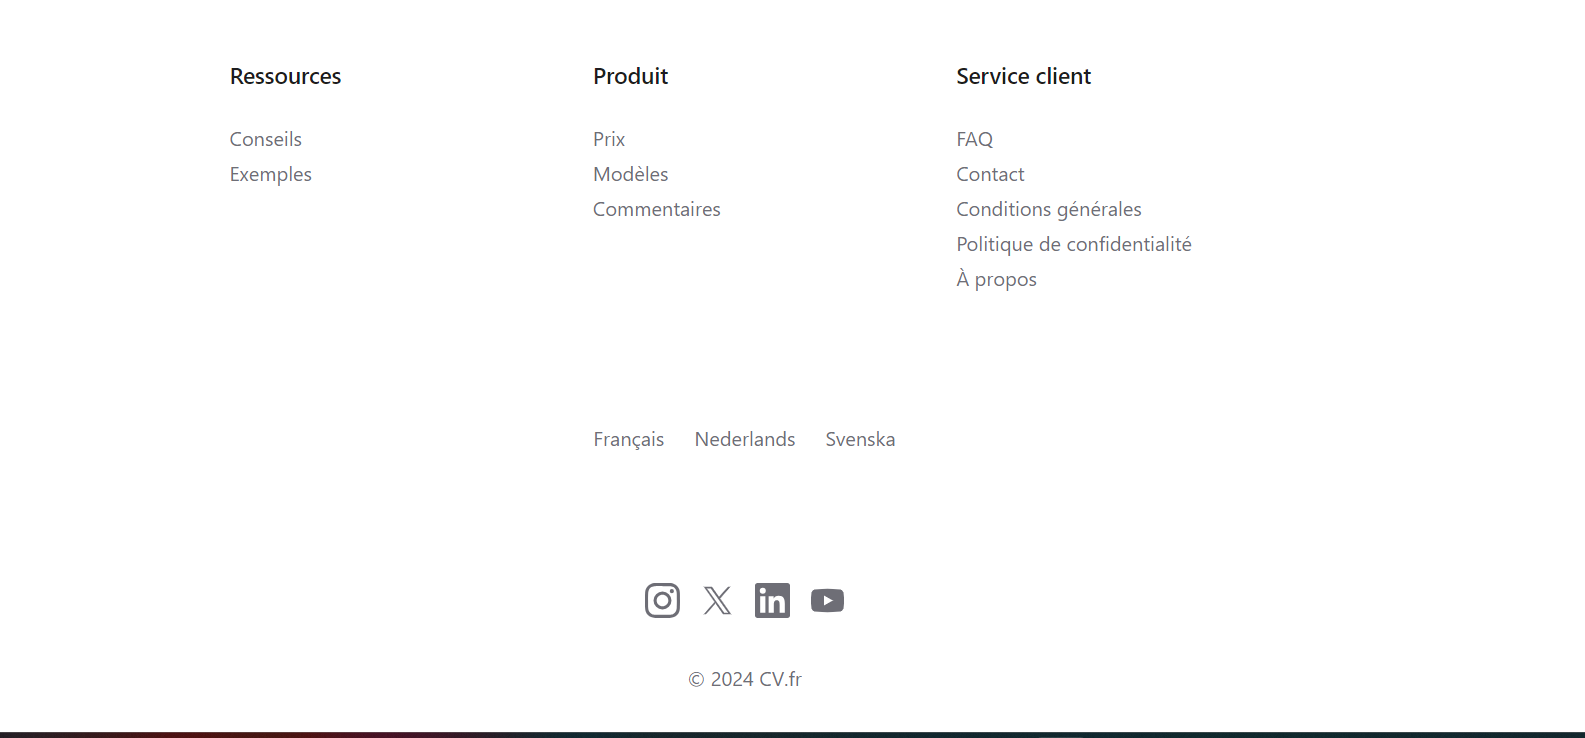 Ressources
Conseils
Exemples
Produit
Prix
Modèles
Commentaires
Service client
FAQ
Contact
Conditions générales
Politique de confidentialité
À propos
Français Nederlands Svenska
© 2024 CV.fr